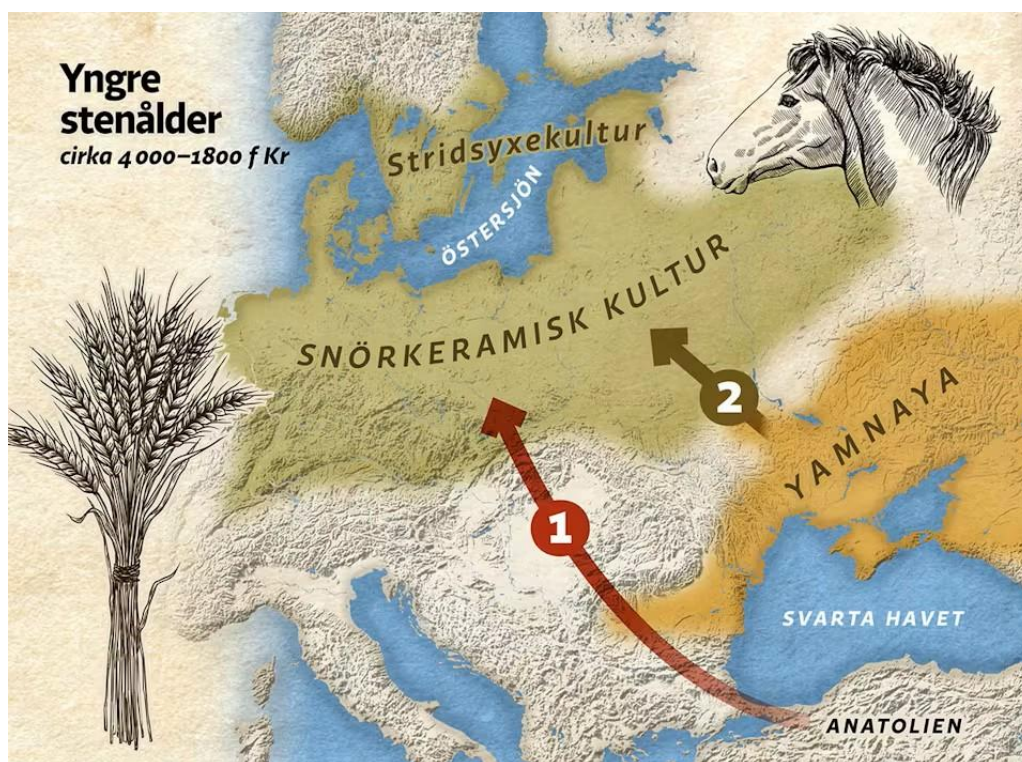 Yngre
stenålder
cirka 4 000–1800 f Kr
Stridsyxekultur
ÖSTERSJÖN
SNÖRKERAMISK KULTUR
2
YAMNAYA
1
SVARTA HAVET
ANATOLIEN